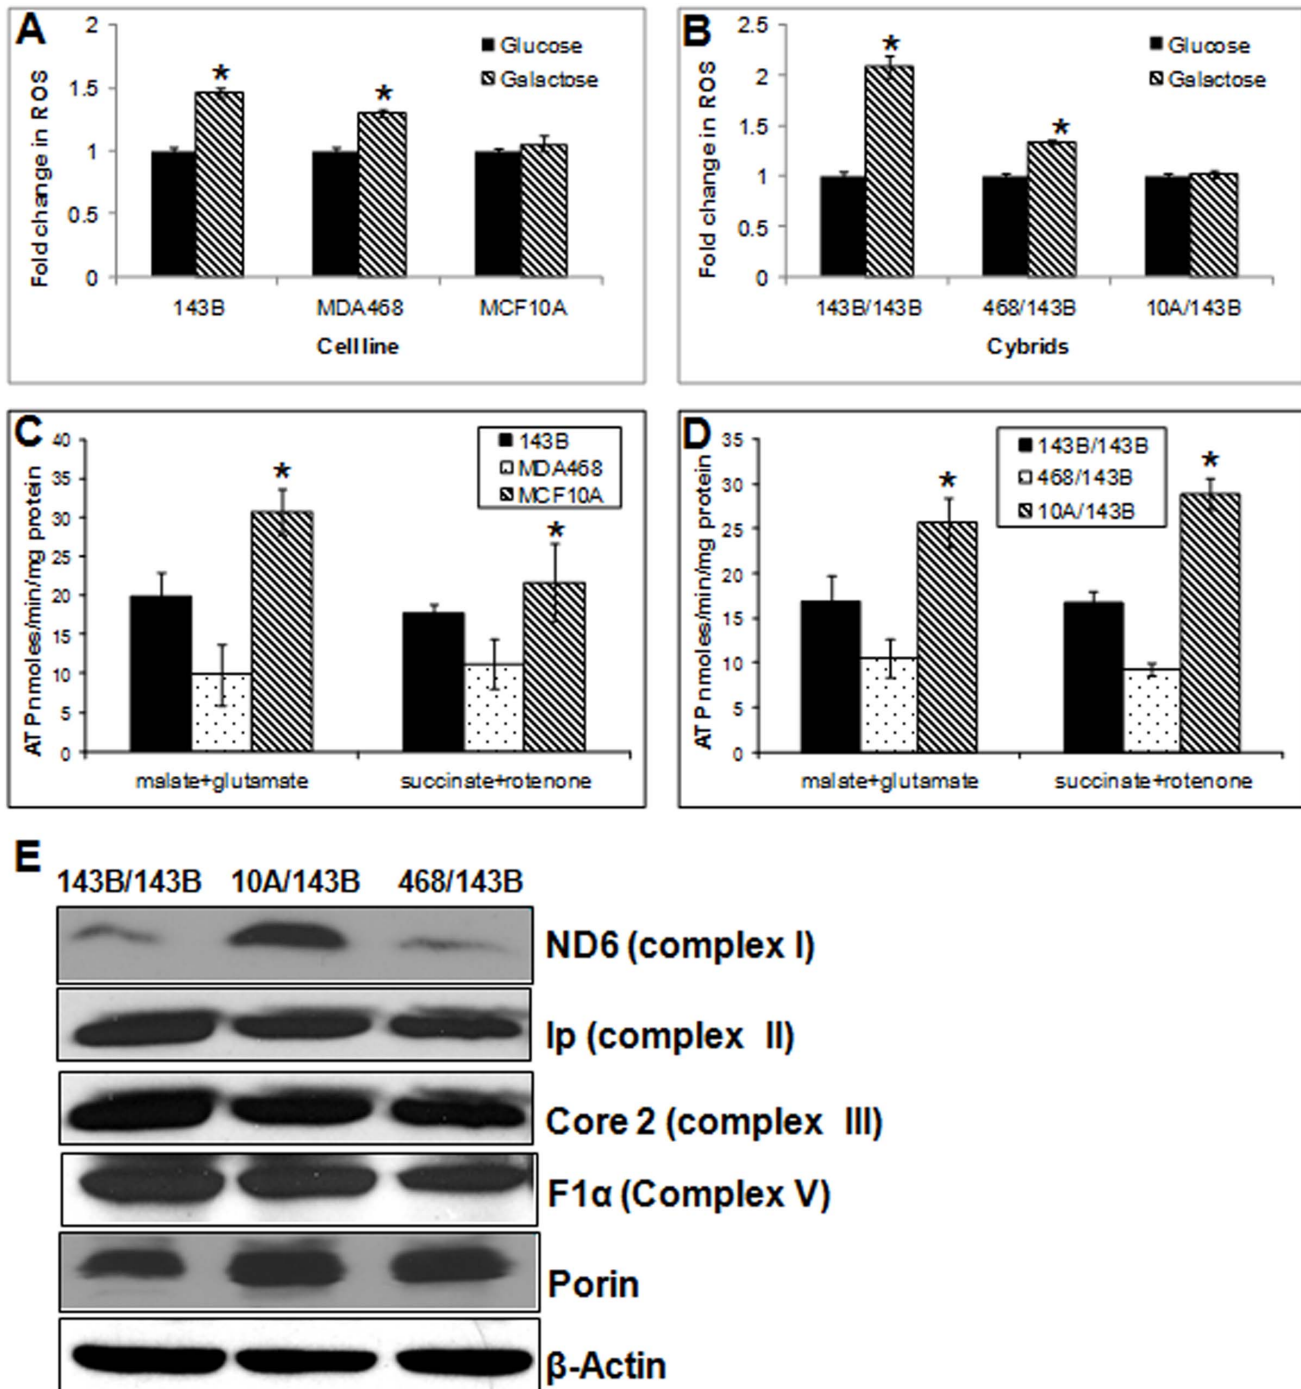 A
Fold change in ROS
2
1.5
1
0.5
0
Glucose
Galactose
*
*
143B
MDA468
MCF10A
Cell line
B
Fold change in ROS
2.5
2
1.5
1
0.5
0
Glucose
Galactose
*
*
143B/143B
468/143B
10A/143B
Cybrids
C
ATP nmoles/min/mg protein
40
35
30
25
20
15
10
5
0
143B
MDA468
MCF10A
*
*
malate+glutamate
succinate+rotenone
D
ATP nmoles/min/mg protein
35
30
25
20
15
10
5
0
143B/143B
468/143B
10A/143B
*
*
malate+glutamate
succinate+rotenone
E
143B/143B 10A/143B 468/143B
ND6 (complex I)
Ip (complex II)
Core 2 (complex III)
F1α (Complex V)
Porin
β-Actin